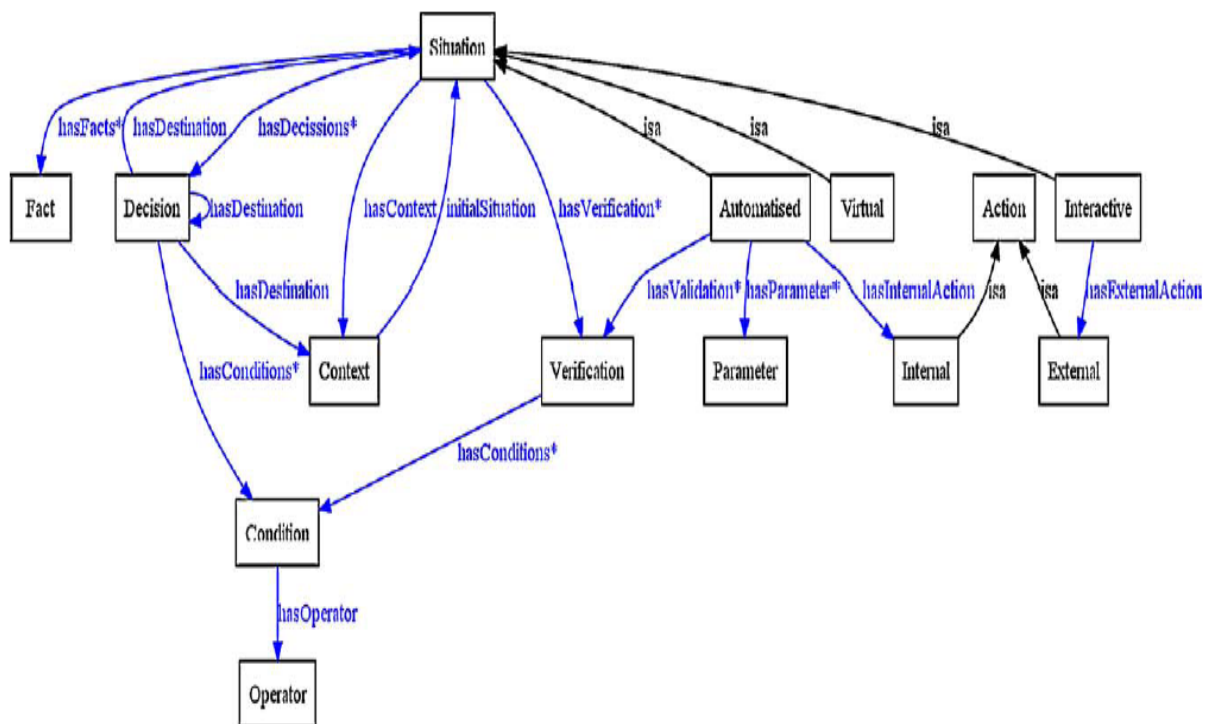 Situation
isa
isa
isa
hasFacts*
hasDestination
hasDecissions*
Fact
Decision
hasDestination
hasContext
initialSituation
hasVerification*
Automatised
Virtual
Action
Interactive
hasDestination
hasValidation*
hasParameter*
hasInternalAction
isa
isa
hasExternalAction
hasConditions*
Context
Verification
Parameter
Internal
External
hasConditions*
Condition
hasOperator
Operator